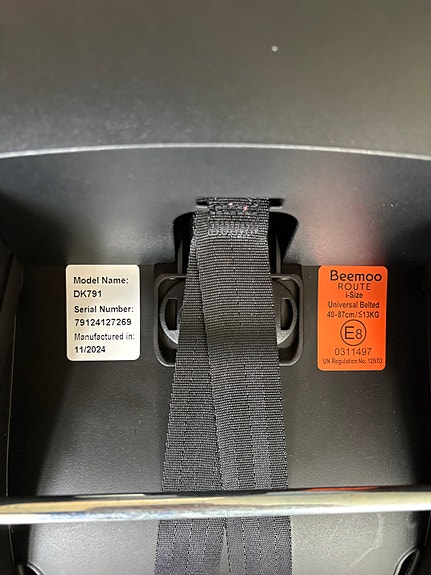 Model Name:
DK791
Serial Number:
79124127269
Manufactured in:
11/2024
Beemoo
ROUTE
i-Size
Universal Belted
40-87cm/≤13KG
E8
0311497
UN Regulation No. 129/03